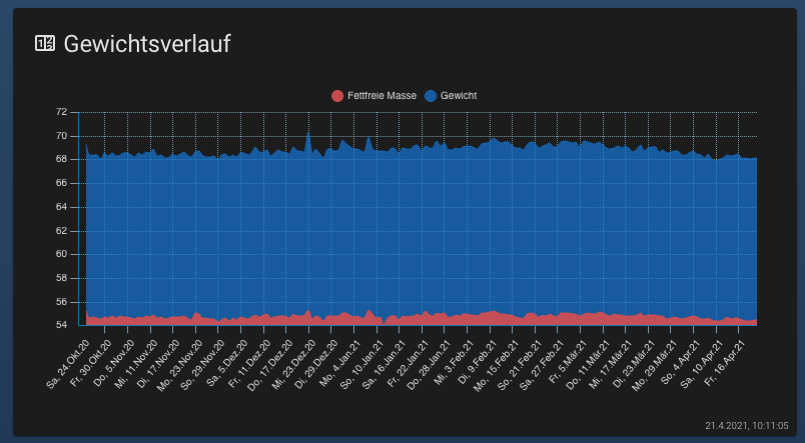 Gewichtsverlauf
Fettfreie Masse Gewicht
72
70
68
66
64
62
60
58
56
54
Sa, 24.Okt.20
Fr, 30.Okt.20
Do, 5.Nov.20
Mi, 11.Nov.20
Di, 17.Nov.20
Mo, 23.Nov.20
So, 29.Nov.20
Sa, 5.Dez.20
Fr, 11.Dez.20
Do, 17.Dez.20
Mi, 23.Dez.20
Di, 29.Dez.20
Mo, 4.Jan.21
So, 10.Jan.21
Sa, 16.Jan.21
Fr, 22.Jan.21
Do, 28.Jan.21
Mi, 3.Feb.21
Di, 9.Feb.21
Mo, 15.Feb.21
So, 21.Feb.21
Sa, 27.Feb.21
Fr, 5.Mär.21
Do, 11.Mär.21
Mi, 17.Mär.21
Di, 23.Mär.21
Mo, 29.Mär.21
So, 4.Apr.21
Sa, 10.Apr.21
Fr, 16.Apr.21
21.4.2021, 10:11:05